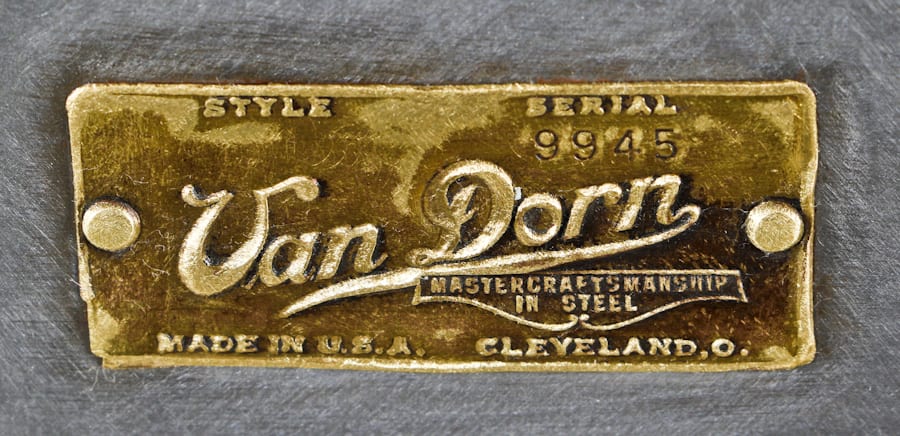 STYLE SERIAL
9945
Van Dorn
MASTERCRAFTSMANSHIP
IN STEEL
MADE IN U.S.A. CLEVELAND, O.